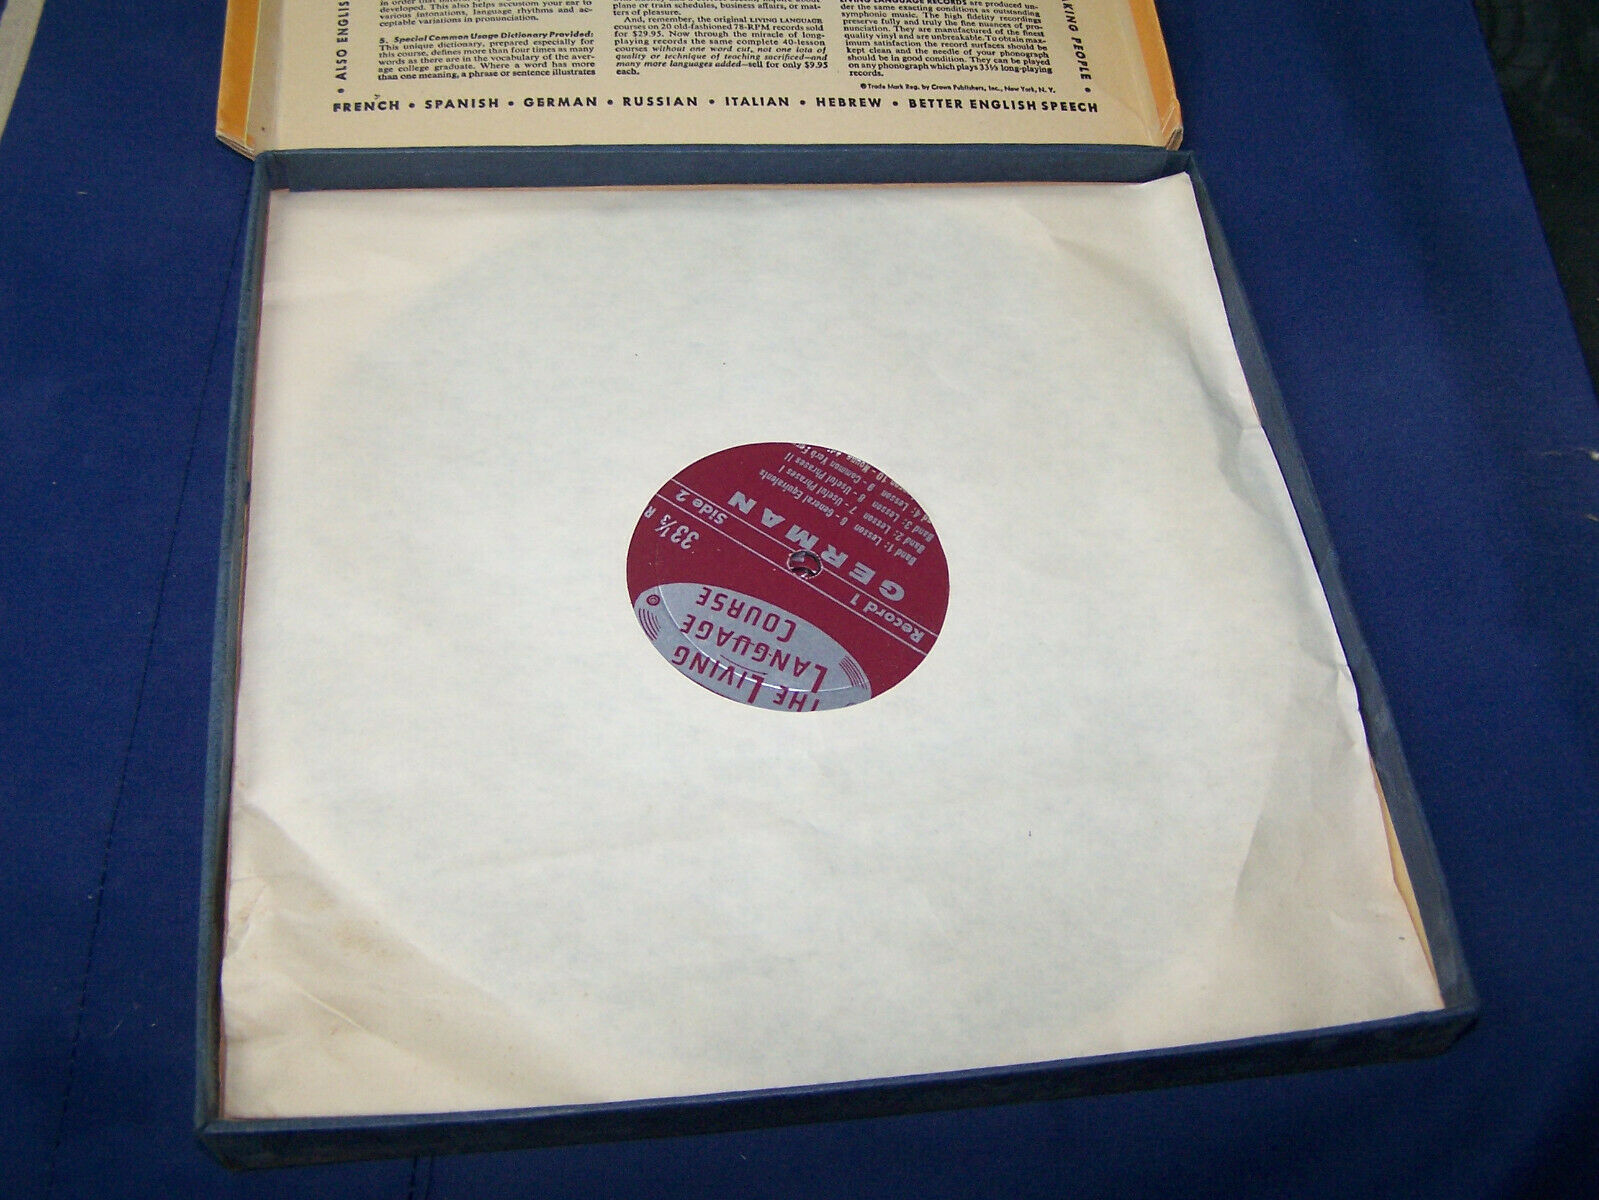 • ALSO ENGLIS
developed. This also helps accustom your ear to
various intonations, language rhythms and ac-
ceptable variations in pronunciation.
5. Special Common Usage Dictionary Provided:
This unique dictionary, prepared especially for
this course, defines more than four times as many
words as there are in the vocabulary of the aver-
age college graduate. Where a word has more
than one meaning, a phrase or sentence illustrates
plane or train schedules, business affairs, or mat-
ters of pleasure.
And, remember, the original LIVING LANGUAGE
courses on 20 old-fashioned 78-RPM records sold
for $29.95. Now through the miracle of long-
playing records the same complete 40-lesson
courses without one word cut, not one iota of
quality or technique of teaching sacrificed—and
many more languages added—sell for only $9.95
each.
LIVING LANGUAGE RECORDS are produced un-
der the same exacting conditions as outstanding
symphonic music. The high fidelity recordings
preserve fully and truly the fine nuances of pro-
nunciation. They are manufactured of the finest
quality vinyl and are unbreakable. To obtain max-
imum satisfaction the record surfaces should be
kept clean and the needle of your phonograph
should be in good condition. They can be played
on any phonograph which plays 33⅓ long-playing
records.
® Trade Mark Reg. by Crown Publishers, Inc., New York, N. Y.
KING PEOPLE •
FRENCH • SPANISH • GERMAN • RUSSIAN • ITALIAN • HEBREW • BETTER ENGLISH SPEECH
THE LIVING
LANGUAGE
COURSE
33⅓ R
Record 1 Side 2
GERMAN
Band 1: Lesson 6 - General Equivalents
Band 2: Lesson 7 - Useful Phrases I
Band 3: Lesson 8 - Useful Phrases II
d 4: Lesson 9 - Common Verb
on 10 - House